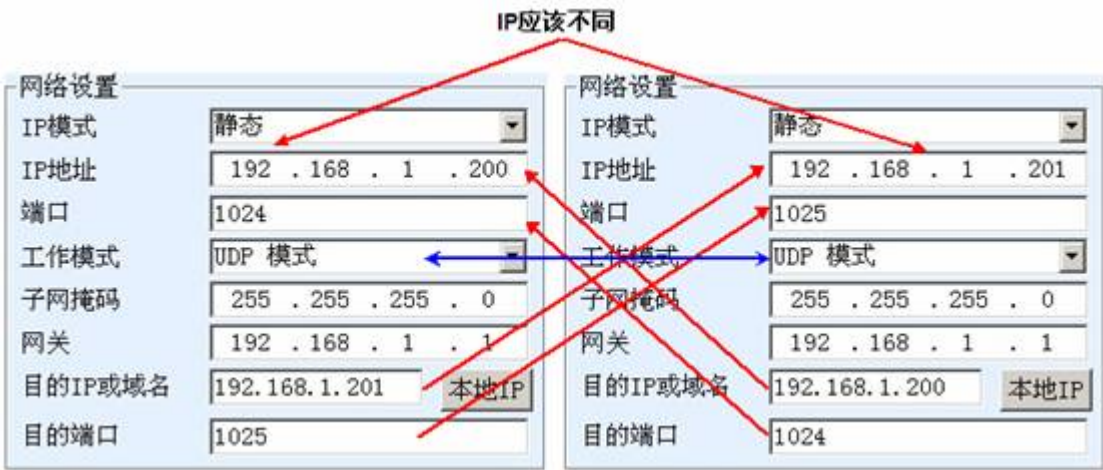 IP应该不同
网络设置
IP模式 静态
IP地址 192 .168 . 1 .200
端口 1024
工作模式 UDP 模式
子网掩码 255 .255 .255 . 0
网关 192 .168 . 1 . 1
目的IP或域名 192.168.1.201 本地IP
目的端口 1025
网络设置
IP模式 静态
IP地址 192 .168 . 1 .201
端口 1025
工作模式 UDP 模式
子网掩码 255 .255 .255 . 0
网关 192 .168 . 1 . 1
目的IP或域名 192.168.1.200 本地IP
目的端口 1024